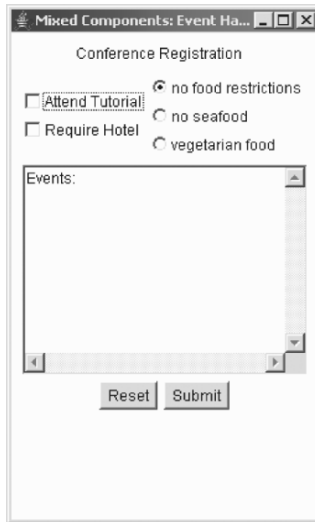 Mixed Components: Event Ha...
Conference Registration
Attend Tutorial
Require Hotel
no food restrictions
no seafood
vegetarian food
Events:
Reset Submit